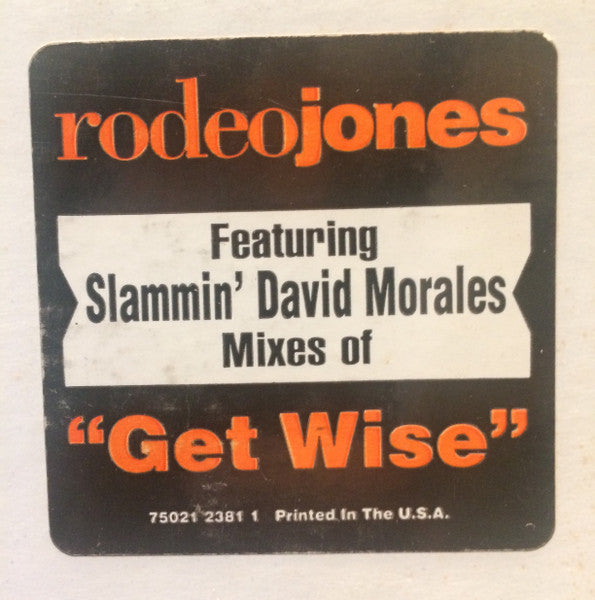 rodeojones
Featuring
Slammin' David Morales
Mixes of
“Get Wise”
75021 2381 1 Printed In The U.S.A.